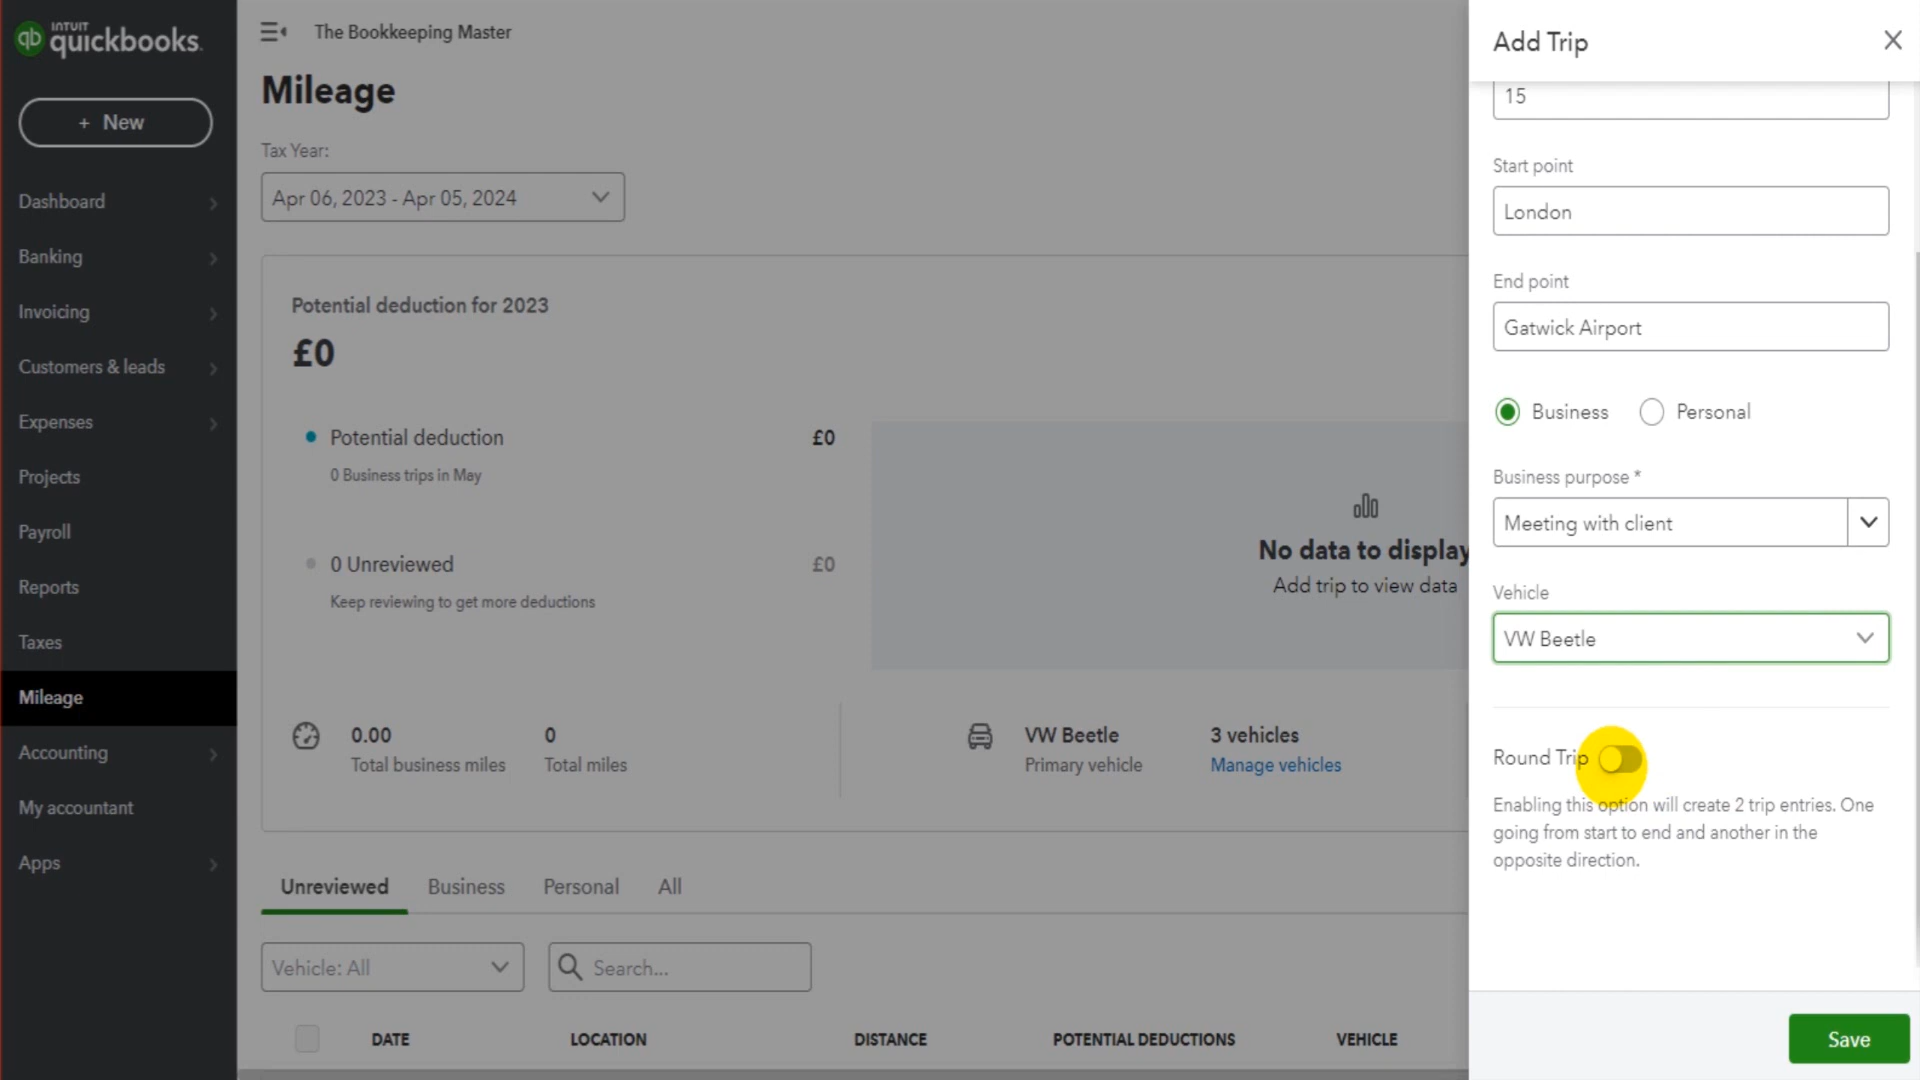 INTUIT
quickbooks.
qb
The Bookkeeping Master
Add Trip
Mileage
+ New
Tax Year:
Apr 06, 2023 - Apr 05, 2024
Dashboard
Banking
Invoicing
Customers & leads
Expenses
Projects
Payroll
Reports
Taxes
Mileage
Accounting
My accountant
Apps
Potential deduction for 2023
£0
Potential deduction £0
0 Business trips in May
0 Unreviewed £0
Keep reviewing to get more deductions
No data to display
Add trip to view data
0.00
Total business miles
0
Total miles
VW Beetle
Primary vehicle
3 vehicles
Manage vehicles
Unreviewed Business Personal All
Vehicle: All
Search...
DATE LOCATION DISTANCE POTENTIAL DEDUCTIONS VEHICLE
15
Start point
London
End point
Gatwick Airport
Business Personal
Business purpose *
Meeting with client
Vehicle
VW Beetle
Round Trip
Enabling this option will create 2 trip entries. One
going from start to end and another in the
opposite direction.
Save